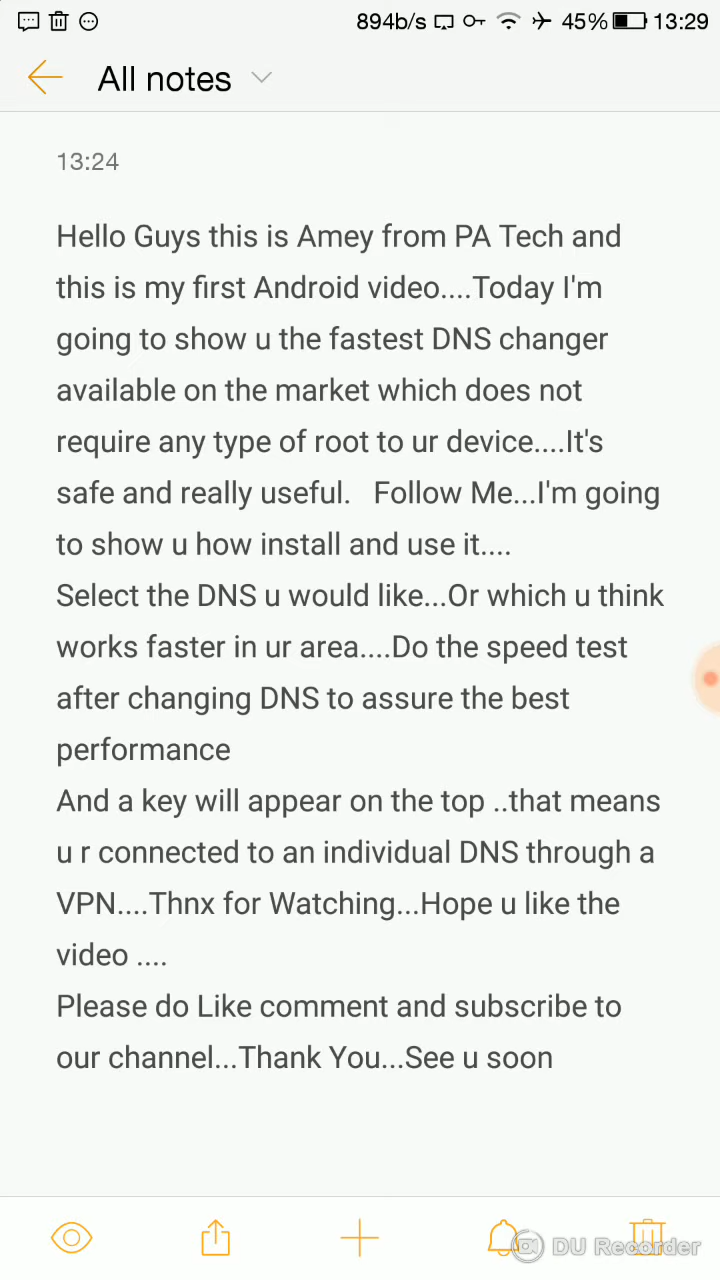 894b/s 45% 13:29
All notes
13:24
Hello Guys this is Amey from PA Tech and
this is my first Android video....Today I'm
going to show u the fastest DNS changer
available on the market which does not
require any type of root to ur device....It's
safe and really useful.   Follow Me...I'm going
to show u how install and use it....
Select the DNS u would like...Or which u think
works faster in ur area....Do the speed test
after changing DNS to assure the best
performance
And a key will appear on the top ..that means
u r connected to an individual DNS through a
VPN....Thnx for Watching...Hope u like the
video ....
Please do Like comment and subscribe to
our channel...Thank You...See u soon
DU Recorder